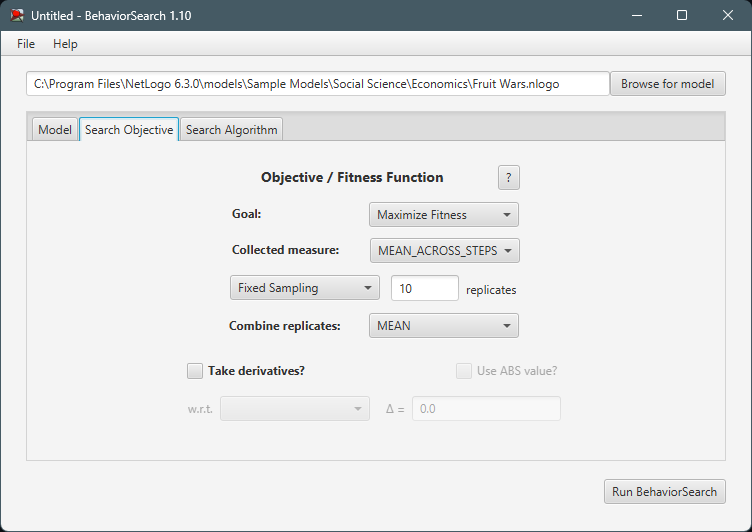 Untitled - BehaviorSearch 1.10
File Help
C:\Program Files\NetLogo 6.3.0\models\Sample Models\Social Science\Economics\Fruit Wars.nlogo Browse for model
Model Search Objective Search Algorithm
Objective / Fitness Function ?
Goal: Maximize Fitness
Collected measure: MEAN_ACROSS_STEPS
Fixed Sampling 10 replicates
Combine replicates: MEAN
Take derivatives? Use ABS value?
w.r.t. Δ = 0.0
Run BehaviorSearch